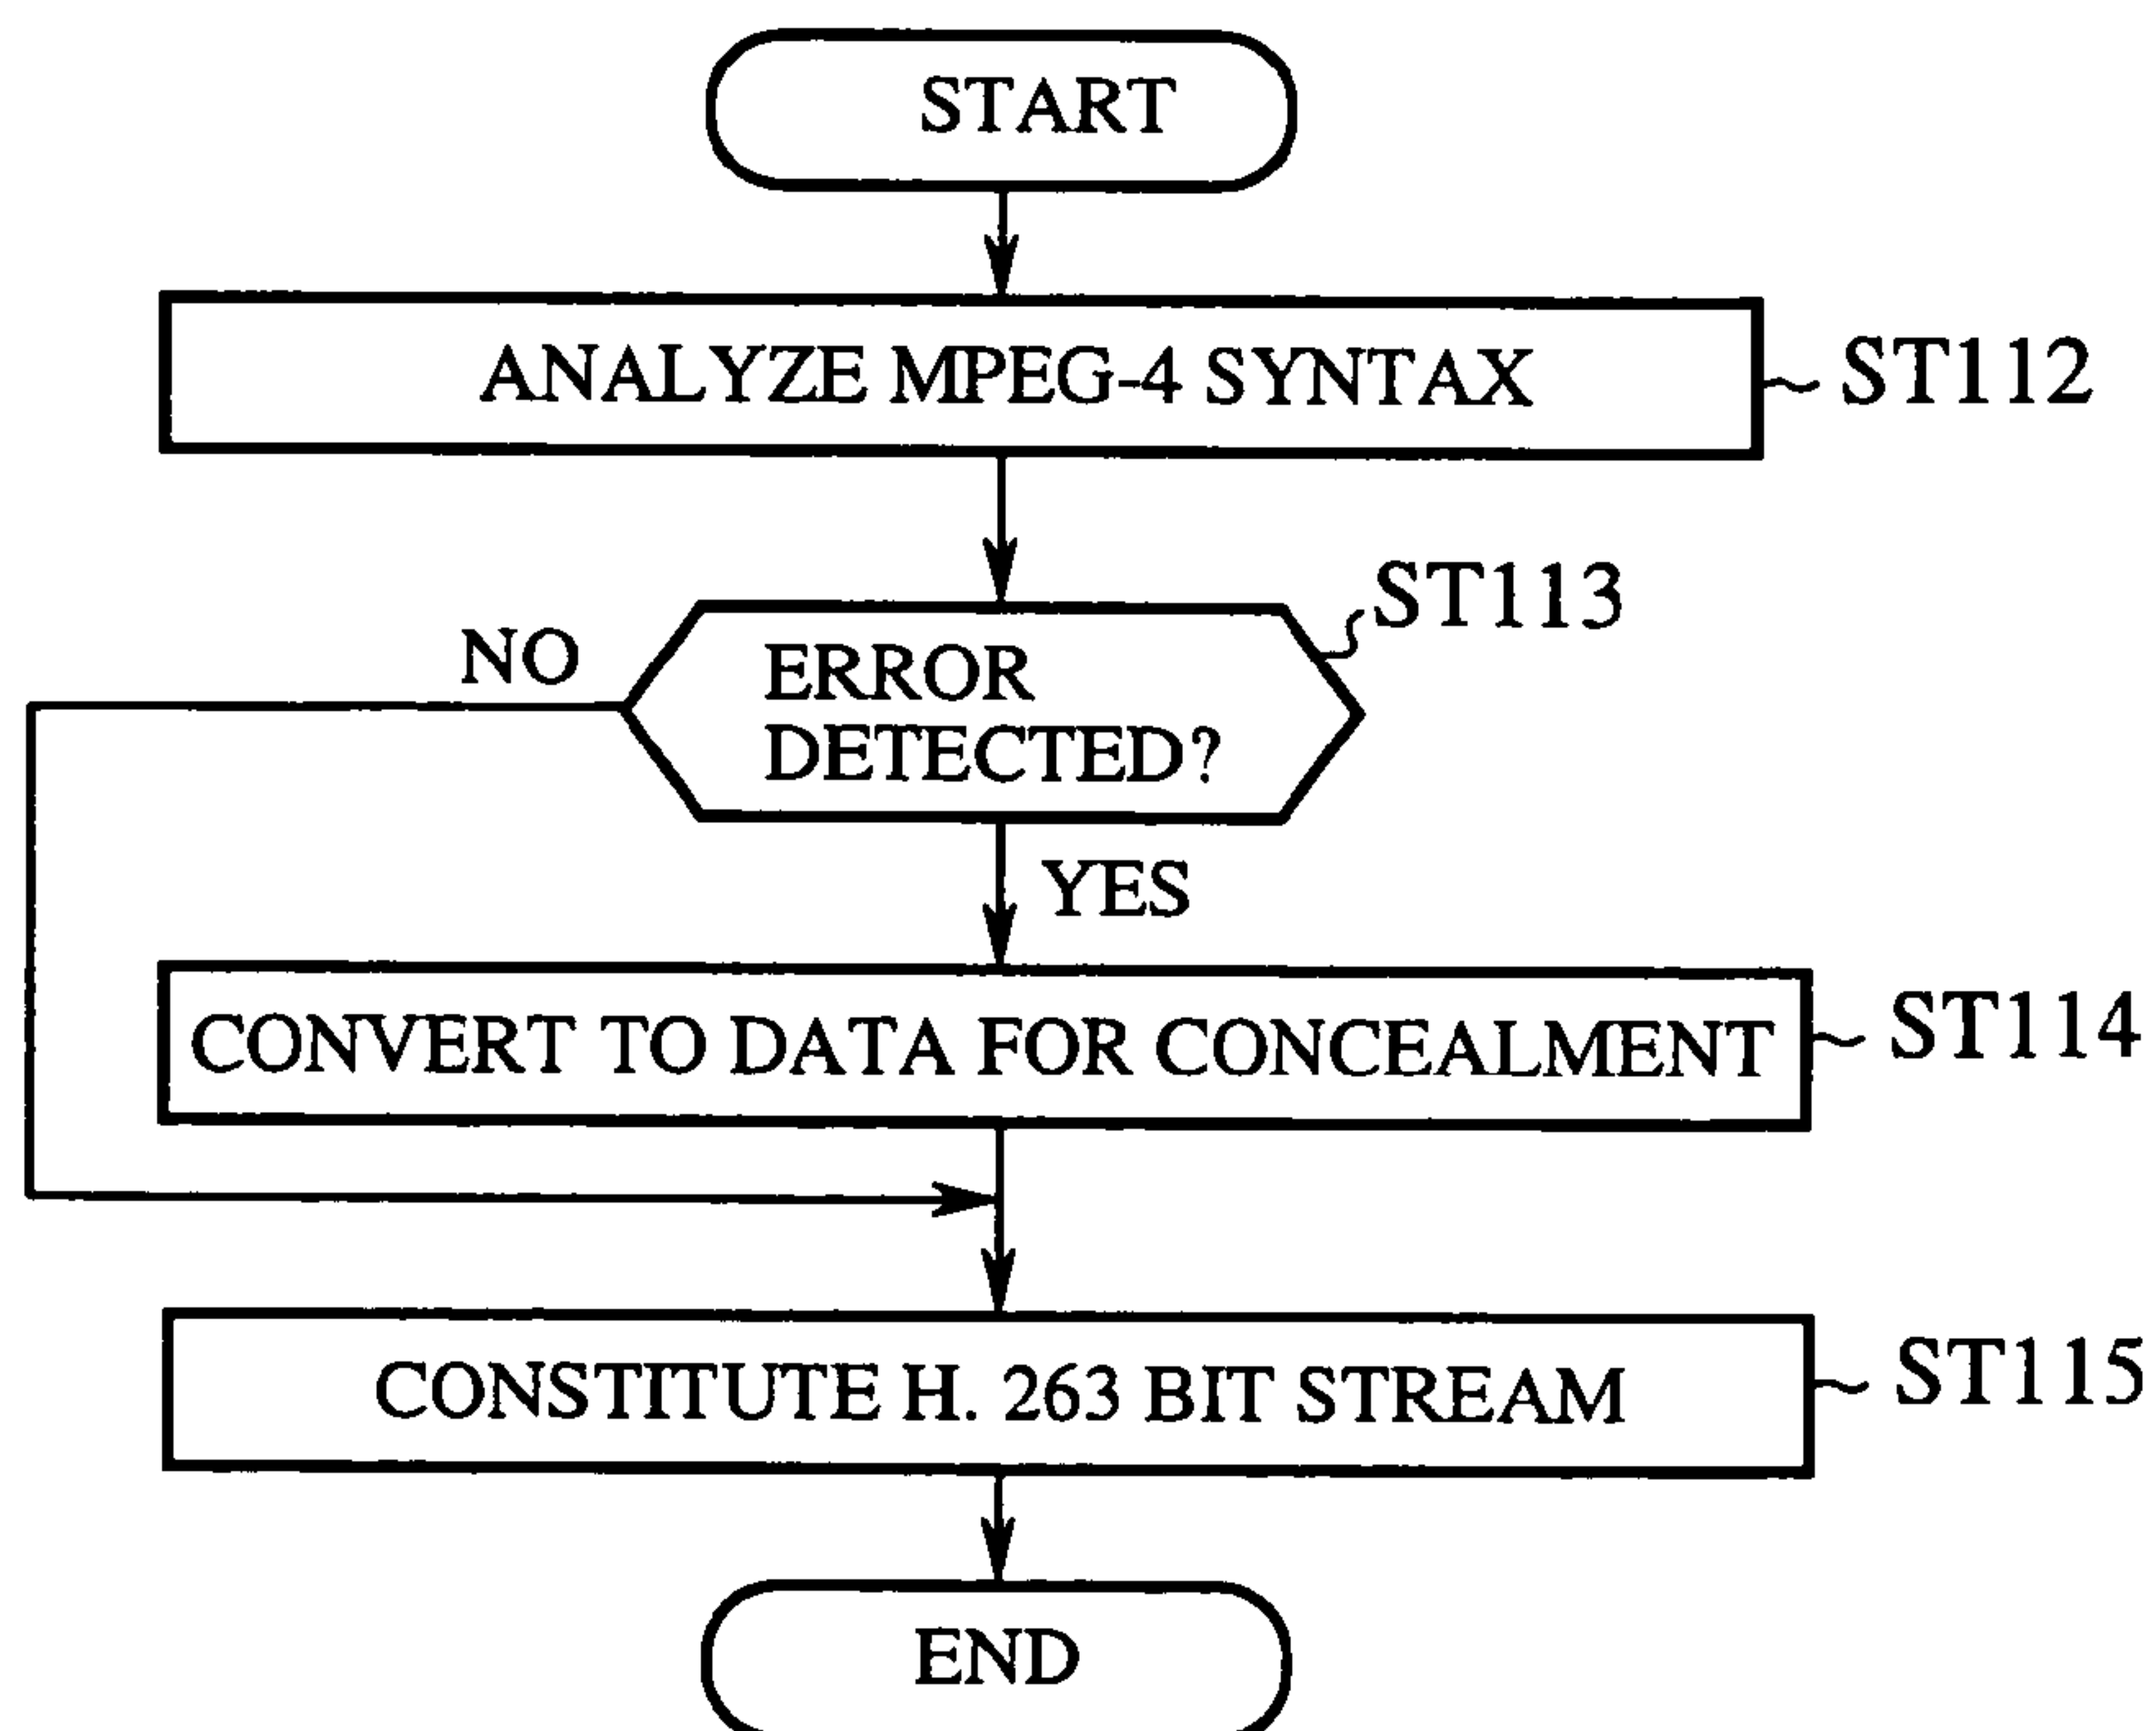 START
ANALYZE MPEG-4 SYNTAX
ST112
ST113
NO
ERROR
DETECTED?
YES
CONVERT TO DATA FOR CONCEALMENT
ST114
CONSTITUTE H. 263 BIT STREAM
ST115
END